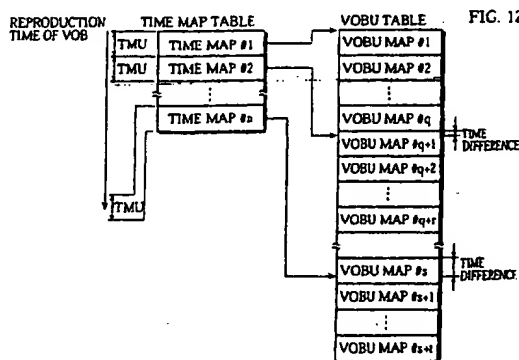 REPRODUCTION
TIME OF VOB
TIME MAP TABLE
VOBU TABLE
FIG. 12
TMU
TIME MAP #1
VOBU MAP #1
TMU
TIME MAP #2
VOBU MAP #2
TIME MAP #n
VOBU MAP #q
TIME
DIFFERENCE
VOBU MAP #q+1
VOBU MAP #q+2
TMU
VOBU MAP #q+r
TIME
DIFFERENCE
VOBU MAP #s
VOBU MAP #s+1
VOBU MAP #s+t